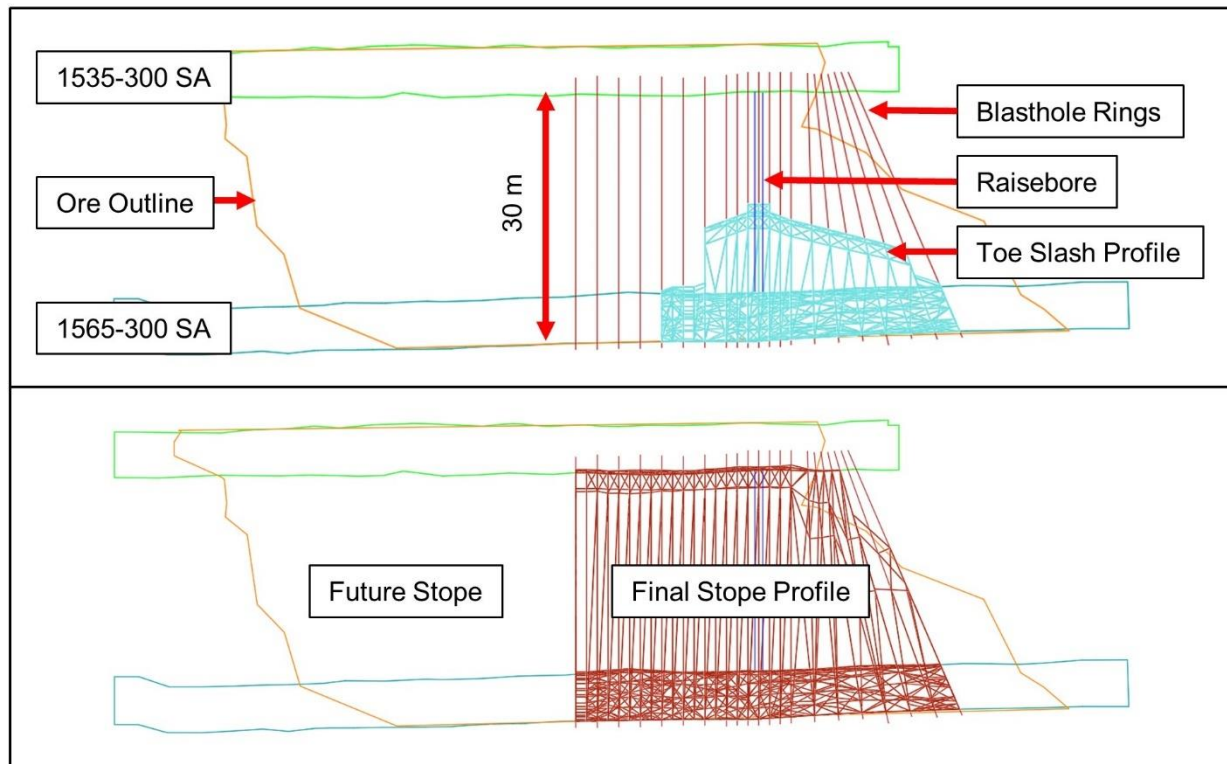 1535-300 SA
Blasthole Rings
Raisebore
Ore Outline
30 m
Toe Slash Profile
1565-300 SA
Future Stope
Final Stope Profile